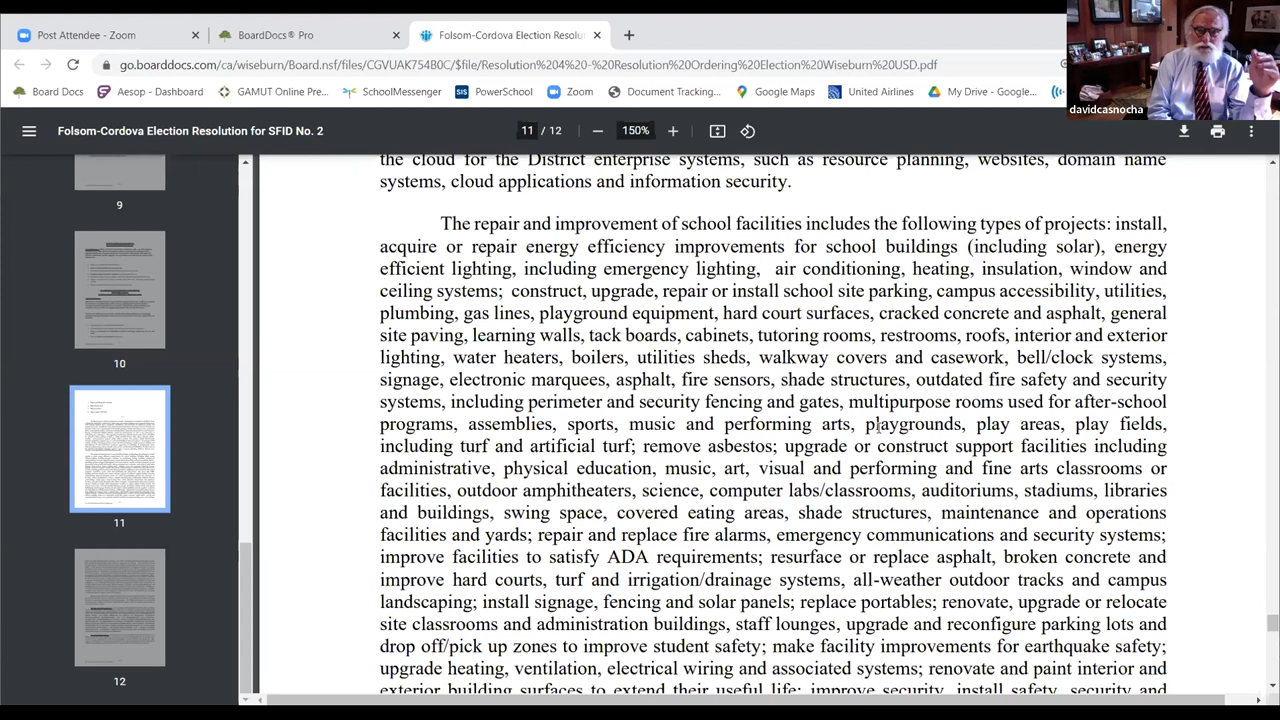 Post Attendee - Zoom
BoardDocs® Pro
Folsom-Cordova Election Resolu
go.boarddocs.com/ca/wiseburn/Board.nsf/files/
/$file/Resolution%204%20-%20Resolution%20Ordering%20Election%20Wiseburn%20USD.pdf
Board Docs
Aesop - Dashboard
GAMUT Online Pre...
SchoolMessenger
SIS PowerSchool
Zoom
Document Tracking...
Google Maps
United Airlines
My Drive - Google...
davidcasnocha
Folsom-Cordova Election Resolution for SFID No. 2
11 / 12
150%
9
10
11
12
the cloud for the District enterprise systems, such as resource planning, websites, domain name
systems, cloud applications and information security.
The repair and improvement of school facilities includes the following types of projects: install,
acquire or repair energy efficiency improvements for school buildings (including solar), energy
efficient lighting, including emergency lighting, air conditioning, heating, insulation, window and
ceiling systems; construct, upgrade, repair or install school site parking, campus accessibility, utilities,
plumbing, gas lines, playground equipment, hard court surfaces, cracked concrete and asphalt, general
site paving, learning walls, tack boards, cabinets, tutoring rooms, restrooms, roofs, interior and exterior
lighting, water heaters, boilers, utilities sheds, walkway covers and casework, bell/clock systems,
signage, electronic marquees, asphalt, fire sensors, shade structures, outdated fire safety and security
systems, including perimeter and security fencing and gates, multipurpose rooms used for after-school
programs, assemblies, sports, music and performing arts, playgrounds, play areas, play fields,
including turf and artificial turf; remove asbestos; upgrade or construct support facilities including
administrative, physical education, music, art, visual and performing and fine arts classrooms or
facilities, outdoor amphitheaters, science, computer labs/classrooms, auditoriums, stadiums, libraries
and buildings, swing space, covered eating areas, shade structures, maintenance and operations
facilities and yards; repair and replace fire alarms, emergency communications and security systems;
improve facilities to satisfy ADA requirements; resurface or replace asphalt, broken concrete and
improve hard courts, turf and irrigation/drainage systems, all-weather outdoor tracks and campus
landscaping; install signage, fencing and solar panels; replace portables; renovate, upgrade or relocate
site classrooms and administration buildings, staff lounges, upgrade and reconfigure parking lots and
drop off/pick up zones to improve student safety; make facility improvements for earthquake safety;
upgrade heating, ventilation, electrical wiring and associated systems; renovate and paint interior and
exterior building surfaces to extend their useful life; improve security, install safety, security and